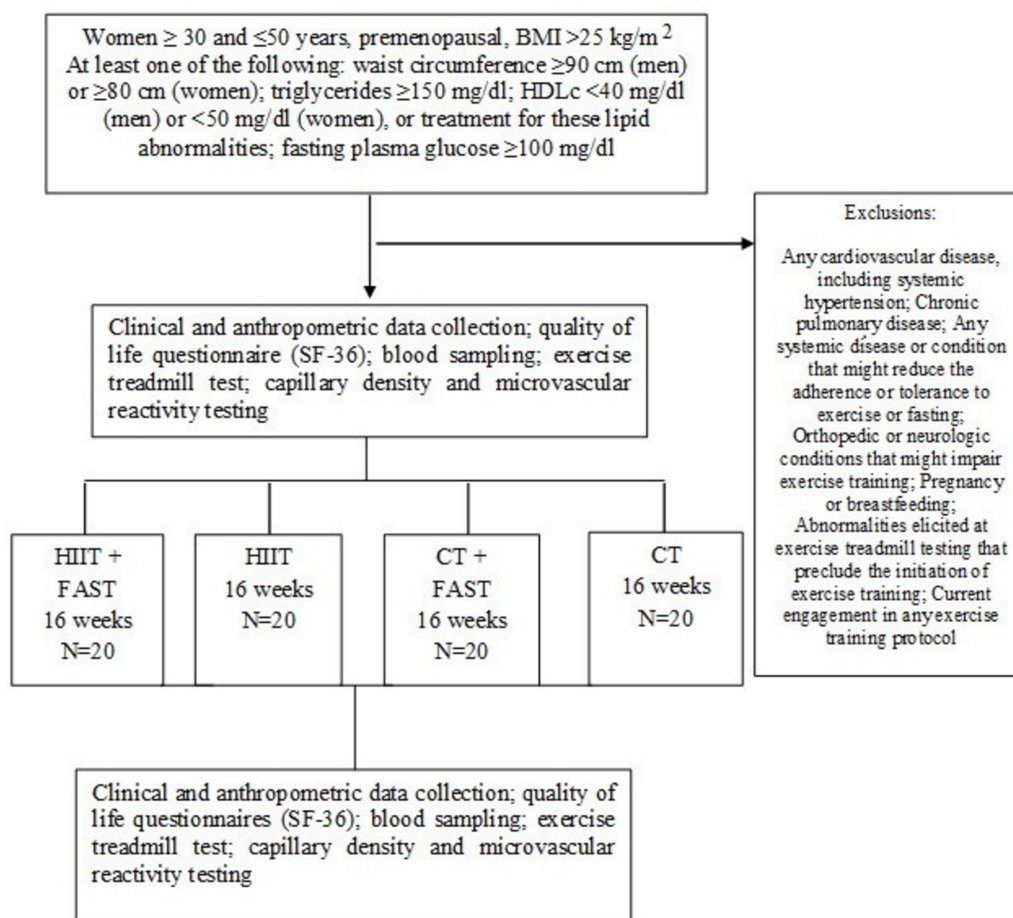 Women ≥ 30 and ≤50 years, premenopausal, BMI >25 kg/m 2
At least one of the following: waist circumference ≥90 cm (men)
or ≥80 cm (women); triglycerides ≥150 mg/dl; HDLc <40 mg/dl
(men) or <50 mg/dl (women), or treatment for these lipid
abnormalities; fasting plasma glucose ≥100 mg/dl
Exclusions:
Any cardiovascular disease,
including systemic
hypertension; Chronic
pulmonary disease; Any
systemic disease or condition
that might reduce the
adherence or tolerance to
exercise or fasting;
Orthopedic or neurologic
conditions that might impair
exercise training; Pregnancy
or breastfeeding;
Abnormalities elicited at
exercise treadmill testing that
preclude the initiation of
exercise training; Current
engagement in any exercise
training protocol
Clinical and anthropometric data collection; quality of
life questionnaire (SF-36); blood sampling; exercise
treadmill test; capillary density and microvascular
reactivity testing
HIIT +
FAST
16 weeks
N=20
HIIT
16 weeks
N=20
CT +
FAST
16 weeks
N=20
CT
16 weeks
N=20
Clinical and anthropometric data collection; quality of
life questionnaires (SF-36); blood sampling; exercise
treadmill test; capillary density and microvascular
reactivity testing